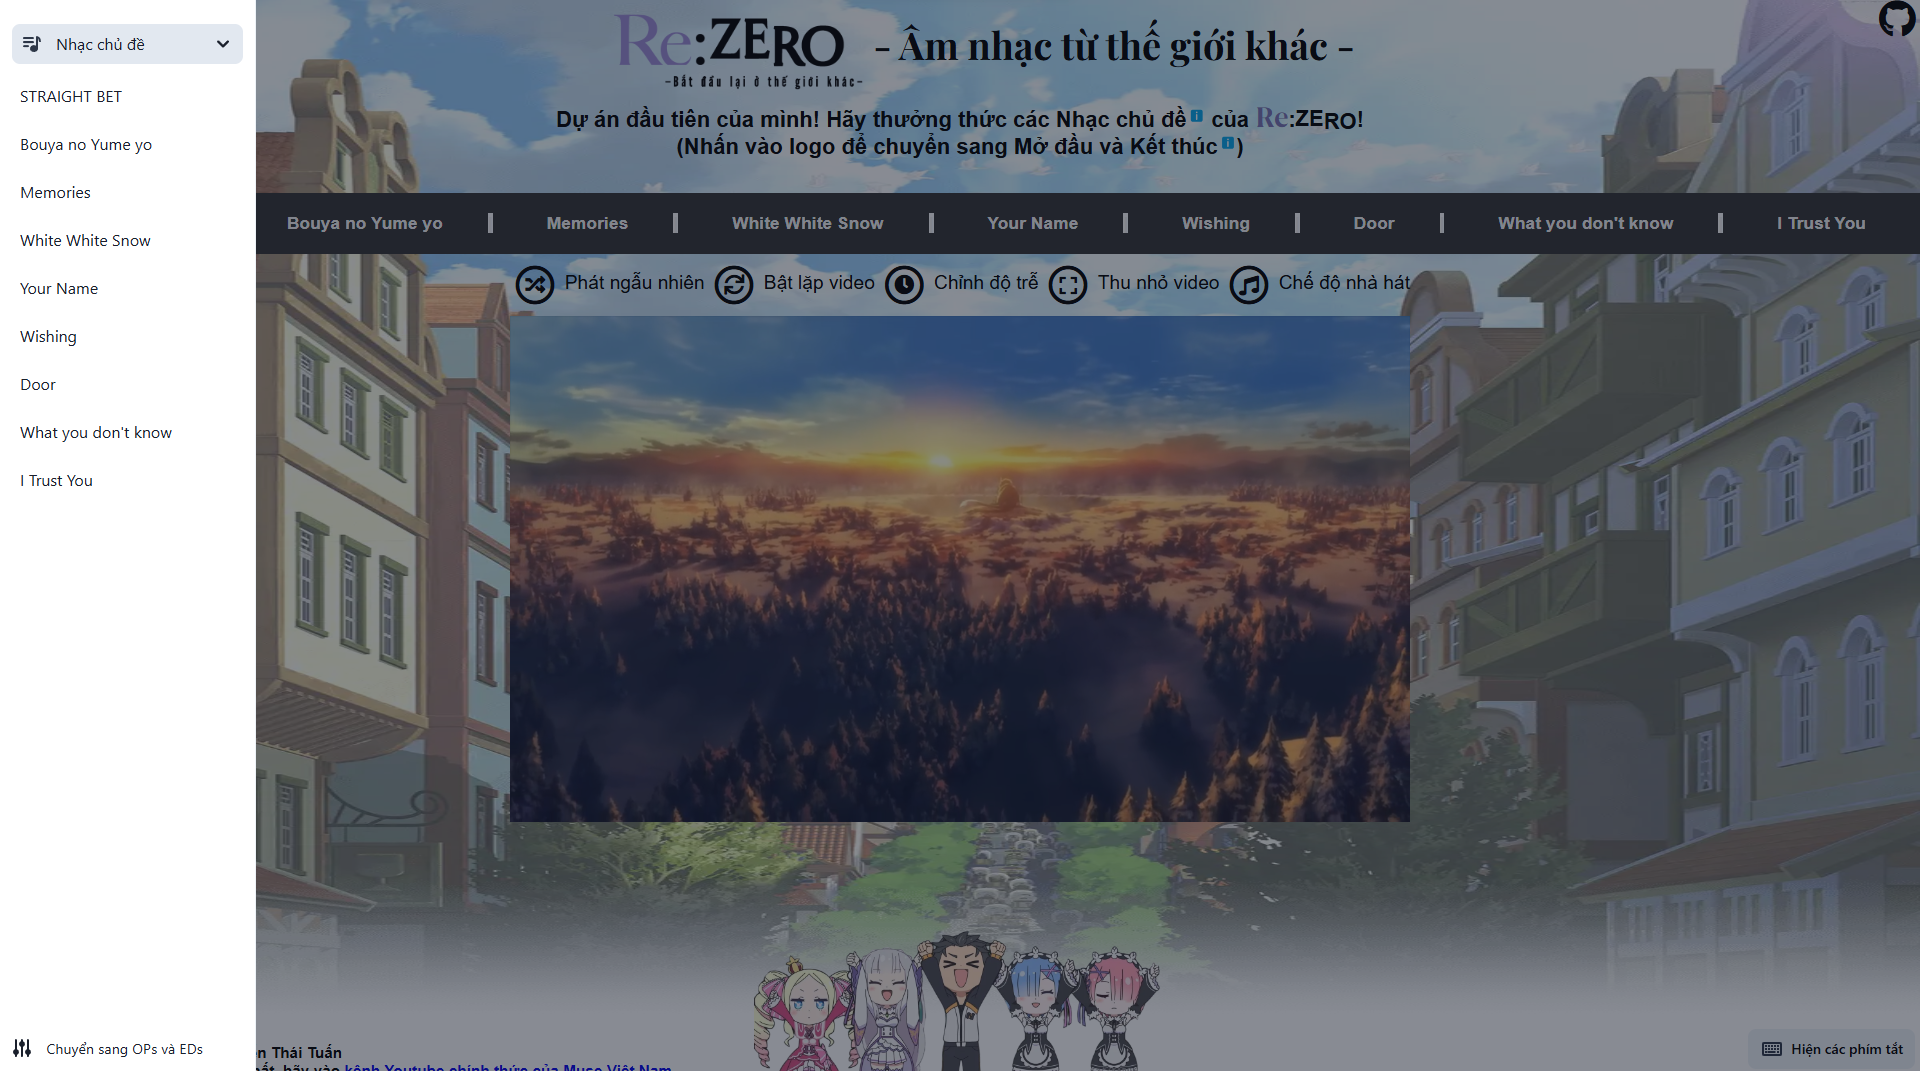 Nhạc chủ đề
STRAIGHT BET
Bouya no Yume yo
Memories
White White Snow
Your Name
Wishing
Door
What you don't know
I Trust You
Chuyển sang OPs và EDs
Re:ZERO
-Bắt đầu lại ở thế giới khác-
- Âm nhạc từ thế giới khác -
Dự án đầu tiên của mình! Hãy thưởng thức các Nhạc chủ đề của Re:ZERO!
(Nhấn vào logo để chuyển sang Mở đầu và Kết thúc)
Bouya no Yume yo Memories White White Snow Your Name Wishing Door What you don't know I Trust You
Phát ngẫu nhiên Bật lặp video Chỉnh độ trễ Thu nhỏ video Chế độ nhà hát
Thái Tuấn
hãy vào kênh Youtube chính thức của Muse Việt Nam
Hiện các phím tắt